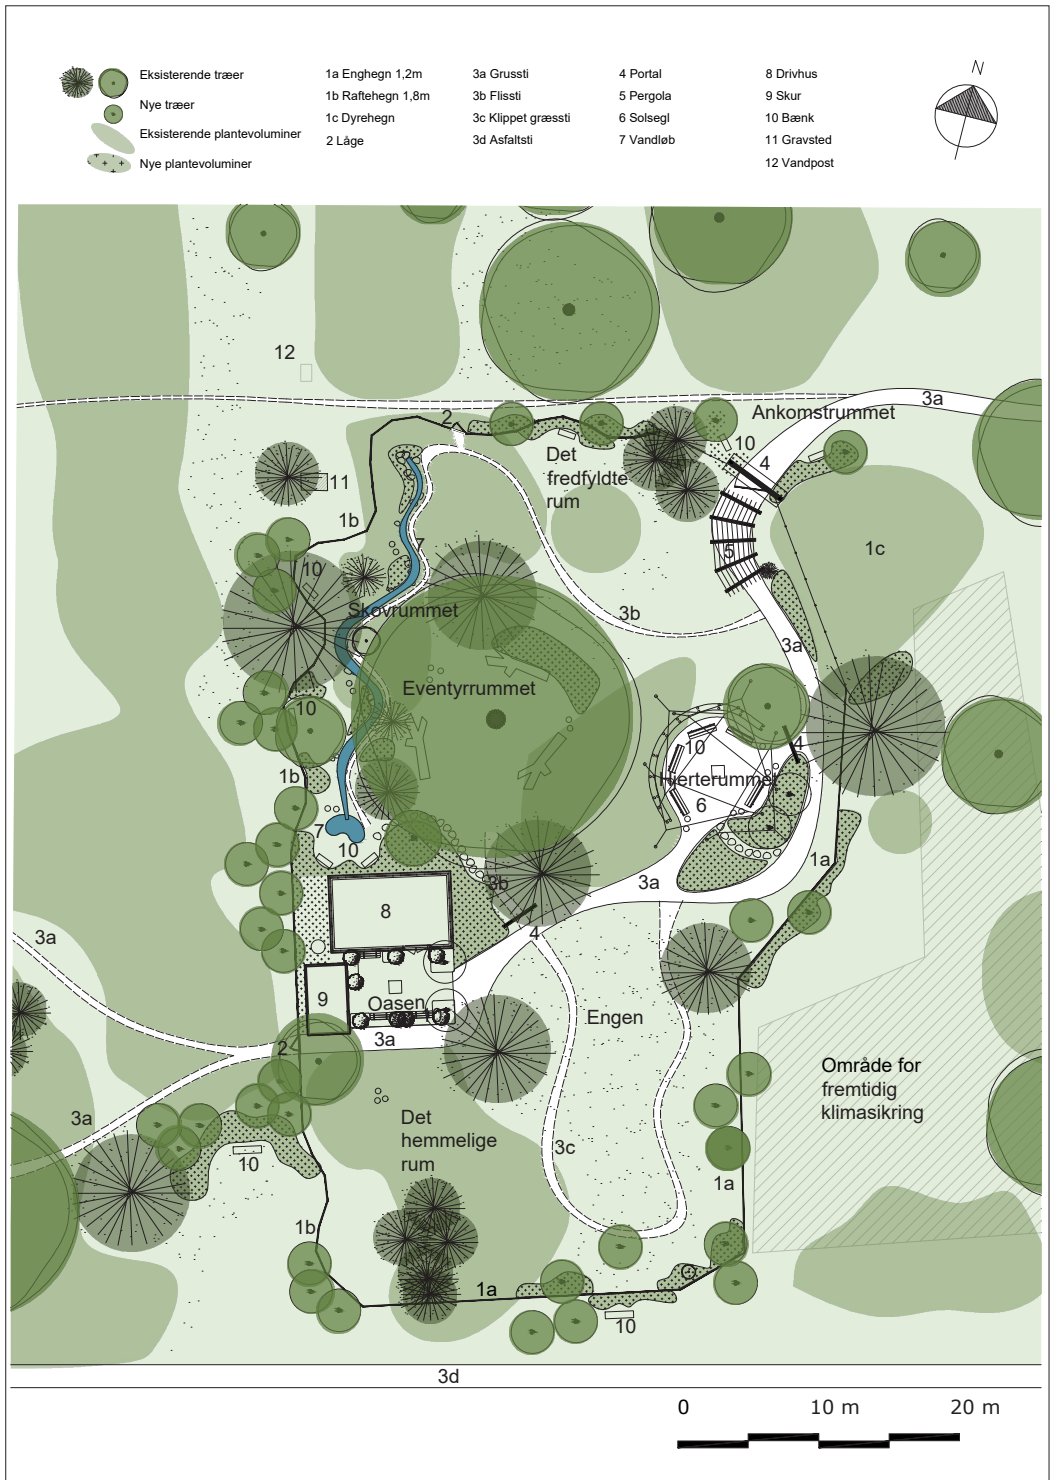 Eksisterende træer
Nye træer
Eksisterende plantevoluminer
Nye plantevoluminer
1a Enghegn 1,2m
1b Raftehegn 1,8m
1c Dyrehegn
2 Låge
3a Grussti
3b Flissti
3c Klippet græssti
3d Asfaltsti
4 Portal
5 Pergola
6 Solsegl
7 Vandløb
8 Drivhus
9 Skur
10 Bænk
11 Gravsted
12 Vandpost
N
12
3a
2
Ankomstrummet
10
4
Det
fredfyldte
rum
11
1b
7
5
1c
10
Skovrummet
3b
3a
Eventyrrummet
10
10
4
Hjerterummet
1b
6
7
10
1a
3b
3a
8
4
3a
9
Oasen
Engen
2
3a
Område for
fremtidig
klimasikring
3a
Det
hemmelige
rum
3c
10
1a
1b
1a
10
3d
0
10 m
20 m